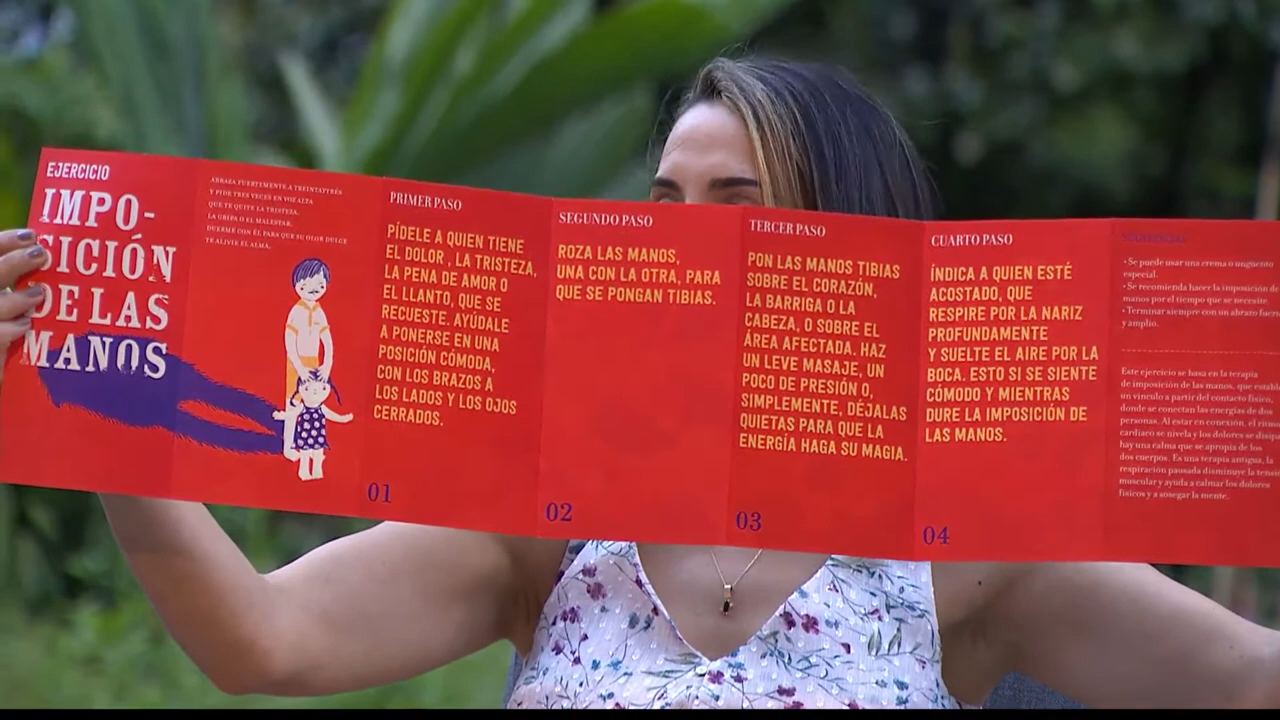 EJERCICIO
IMPO-
SICIÓN
DE LAS
MANOS
ABRAZA FUERTEMENTE A TREINTAITRÉS
Y PIDE TRES VECES EN VOZ ALTA
QUE TE QUITE LA TRISTEZA,
LA GRIPA O EL MALESTAR.
DUERME CON ÉL PARA QUE SU OLOR DULCE
TE ALIVIE EL ALMA.
PRIMER PASO
PÍDELE A QUIEN TIENE
EL DOLOR , LA TRISTEZA,
LA PENA DE AMOR O
EL LLANTO, QUE SE
RECUESTE. AYÚDALE
A PONERSE EN UNA
POSICIÓN CÓMODA,
CON LOS BRAZOS A
LOS LADOS Y LOS OJOS
CERRADOS.
01
SEGUNDO PASO
ROZA LAS MANOS,
UNA CON LA OTRA, PARA
QUE SE PONGAN TIBIAS.
02
TERCER PASO
PON LAS MANOS TIBIAS
SOBRE EL CORAZÓN,
LA BARRIGA O LA
CABEZA, O SOBRE EL
ÁREA AFECTADA. HAZ
UN LEVE MASAJE, UN
POCO DE PRESIÓN O,
SIMPLEMENTE, DÉJALAS
QUIETAS PARA QUE LA
ENERGÍA HAGA SU MAGIA.
03
CUARTO PASO
ÍNDICA A QUIEN ESTÉ
ACOSTADO, QUE
RESPIRE POR LA NARIZ
PROFUNDAMENTE
Y SUELTE EL AIRE POR LA
BOCA. ESTO SI SE SIENTE
CÓMODO Y MIENTRAS
DURE LA IMPOSICIÓN DE
LAS MANOS.
04
• Se puede usar una crema o ungüento
especial.
• Se recomienda hacer la imposición de
manos por el tiempo que se necesite.
• Terminar siempre con un abrazo fuer
y amplio.
Este ejercicio se basa en la terapia
de imposición de las manos, que estab
un vínculo a partir del contacto físico,
donde se conectan las energías de dos
personas. Al estar en conexión, el ritmo
cardíaco se nivela y los dolores se disipa
hay una calma que se apropia de los
dos cuerpos. Es una terapia antigua, la
respiración pausada disminuye la tensi
muscular y ayuda a calmar los dolores
físicos y a sosegar la mente.